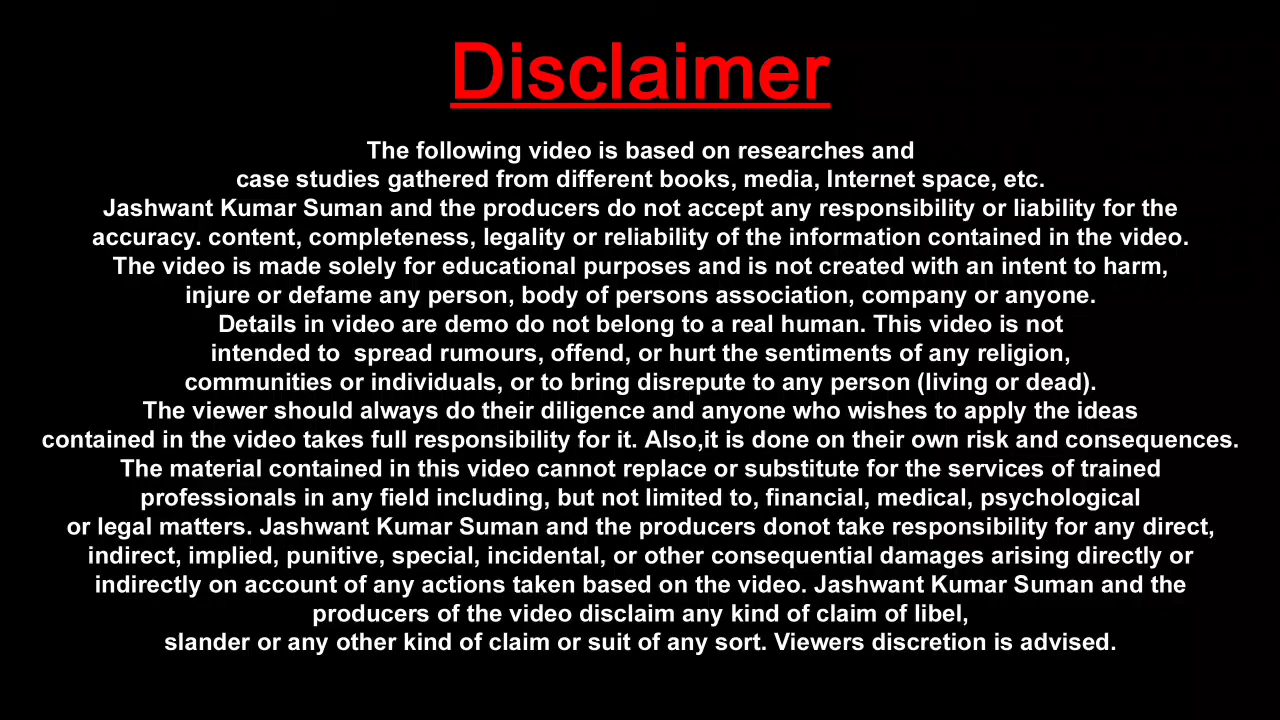 Disclaimer
The following video is based on researches and
case studies gathered from different books, media, Internet space, etc.
Jashwant Kumar Suman and the producers do not accept any responsibility or liability for the
accuracy. content, completeness, legality or reliability of the information contained in the video.
The video is made solely for educational purposes and is not created with an intent to harm,
injure or defame any person, body of persons association, company or anyone.
Details in video are demo do not belong to a real human. This video is not
intended to  spread rumours, offend, or hurt the sentiments of any religion,
communities or individuals, or to bring disrepute to any person (living or dead).
The viewer should always do their diligence and anyone who wishes to apply the ideas
contained in the video takes full responsibility for it. Also,it is done on their own risk and consequences.
The material contained in this video cannot replace or substitute for the services of trained
professionals in any field including, but not limited to, financial, medical, psychological
or legal matters. Jashwant Kumar Suman and the producers donot take responsibility for any direct,
indirect, implied, punitive, special, incidental, or other consequential damages arising directly or
indirectly on account of any actions taken based on the video. Jashwant Kumar Suman and the
producers of the video disclaim any kind of claim of libel,
slander or any other kind of claim or suit of any sort. Viewers discretion is advised.